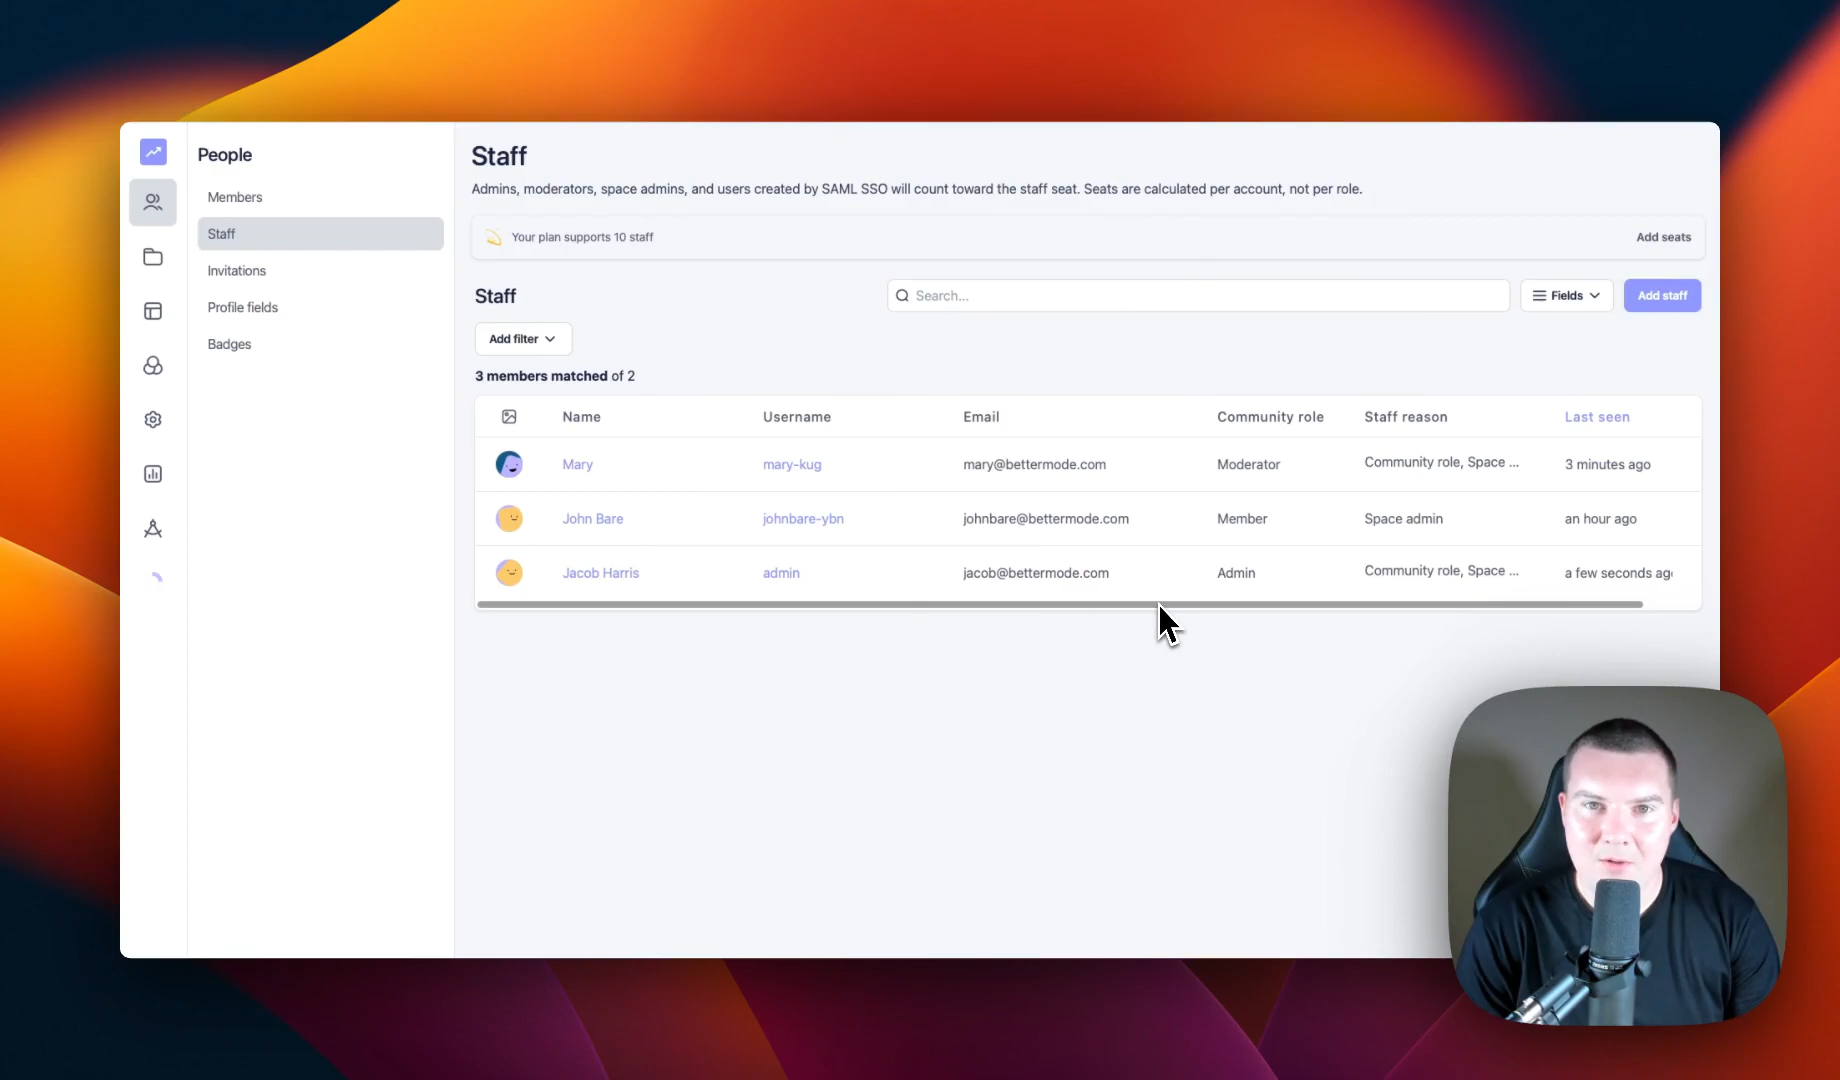 People
Members
Staff
Invitations
Profile fields
Badges
Staff
Admins, moderators, space admins, and users created by SAML SSO will count toward the staff seat. Seats are calculated per account, not per role.
Your plan supports 10 staff
Add seats
Staff
Search...
Fields
Add staff
Add filter
3 members matched of 2
Name Username Email Community role Staff reason Last seen
Mary mary-kug mary@bettermode.com Moderator Community role, Space ... 3 minutes ago
John Bare johnbare-ybn johnbare@bettermode.com Member Space admin an hour ago
Jacob Harris admin jacob@bettermode.com Admin Community role, Space ... a few seconds ago